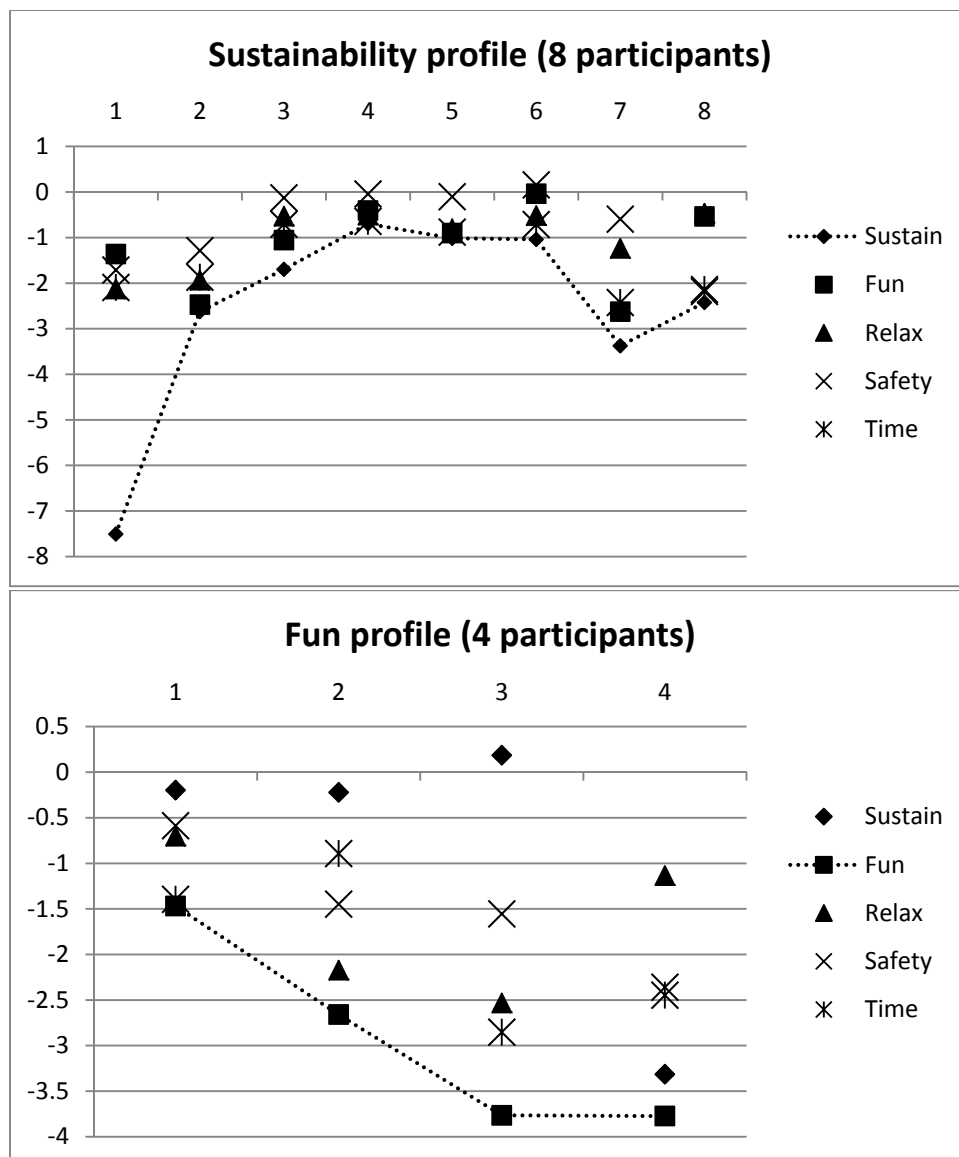 Sustainability profile (8 participants)
1 2 3 4 5 6 7 8
1
0
-1
-2
-3
-4
-5
-6
-7
-8
Sustain
Fun
Relax
Safety
Time
Fun profile (4 participants)
1 2 3 4
0.5
0
-0.5
-1
-1.5
-2
-2.5
-3
-3.5
-4
Sustain
Fun
Relax
Safety
Time